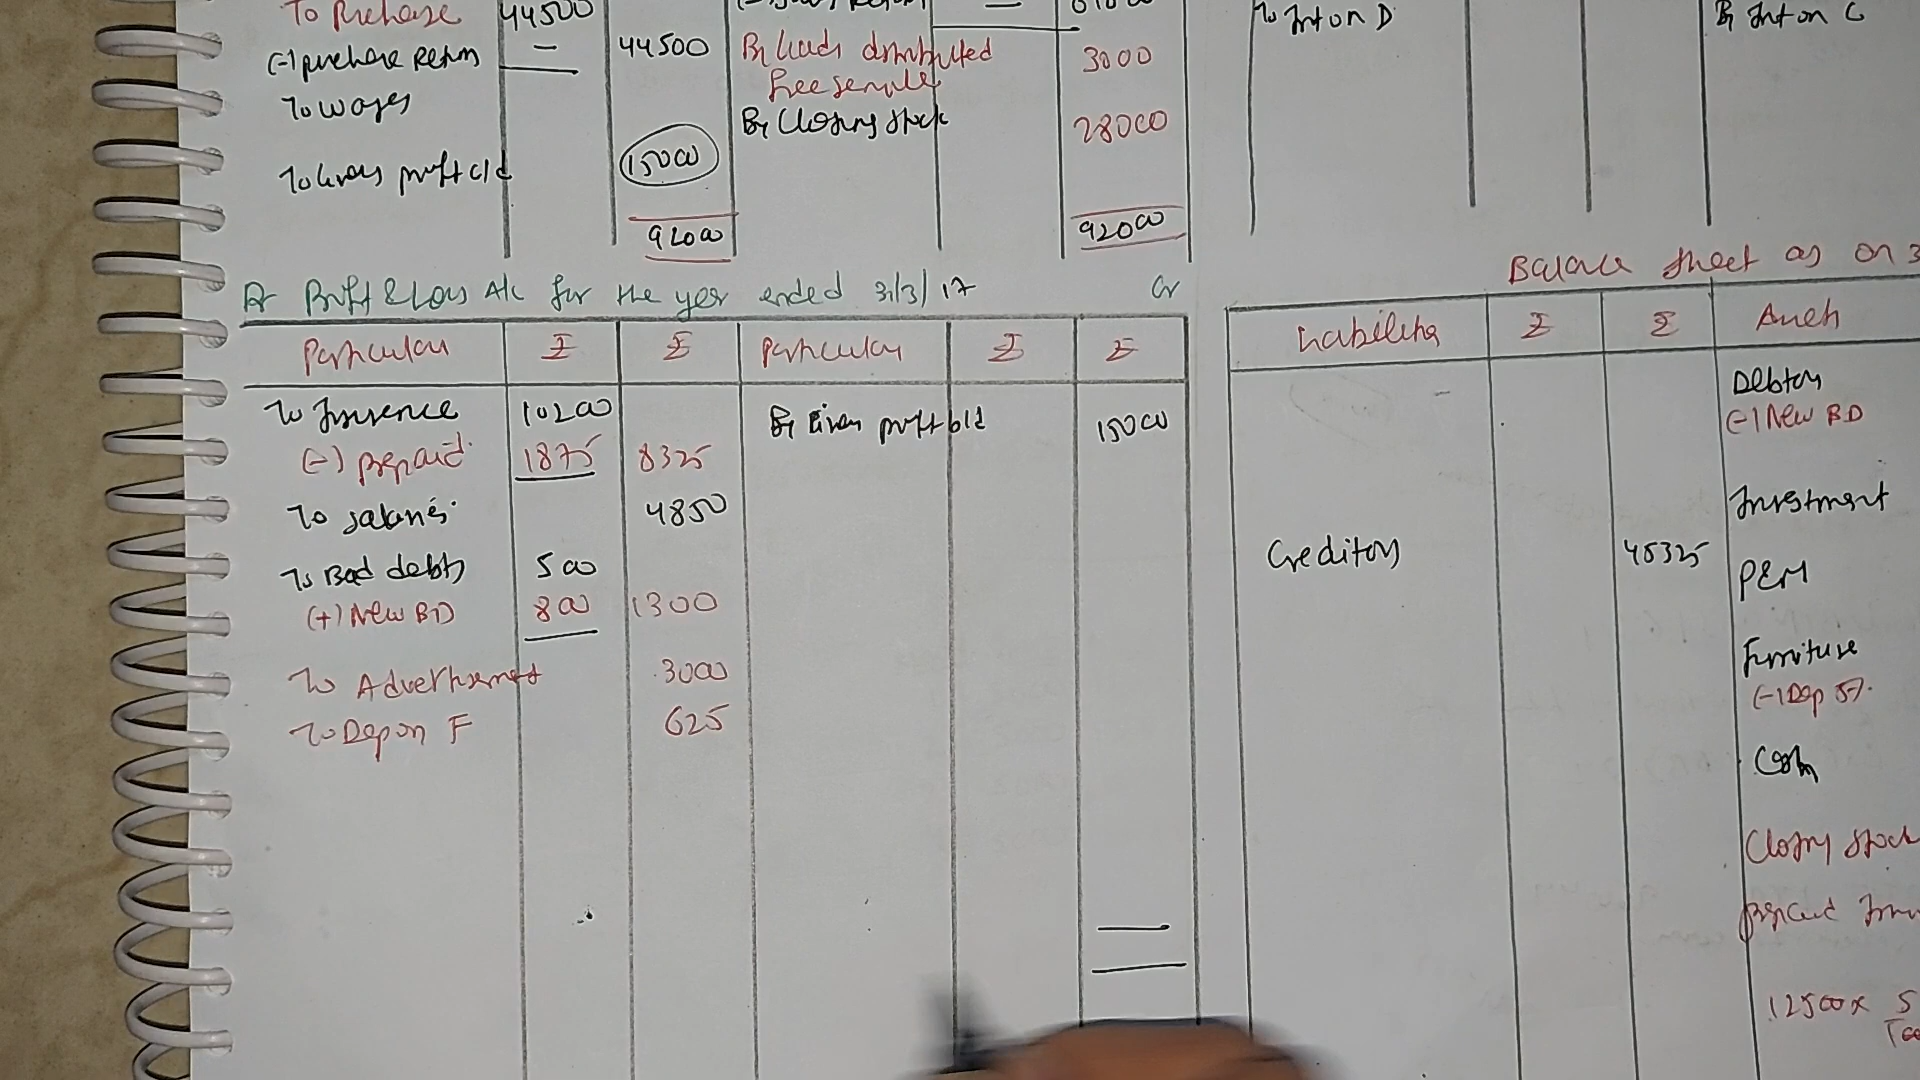 To Purchase 44500
(-) purchase Return — 44500
To wages
To Gross profit c/d 15000
92000
By Goods distributed 3000
free sample
By Closing stock 28000
92000
To Int on D
By Int on C
Dr Profit & Loss A/c for the year ended 31/3/17 Cr
Particular ₹ ₹ Particular ₹ ₹
To Insurence 10200
(-) prepaid 1875 8325
To salaries 4850
To Bad debts 500
(+) New BD 800 1300
To Advertisement 3000
To Dep on F 625
By Gross profit b/d 15000
Balance sheet as on 3
Liabilities ₹ ₹ Assets
Creditors 45325
Debtors
(-) New BD
Investment
P&M
Furniture
(-) Dep 5%.
Cash
Closing stock
Prepaid
12500 x 5